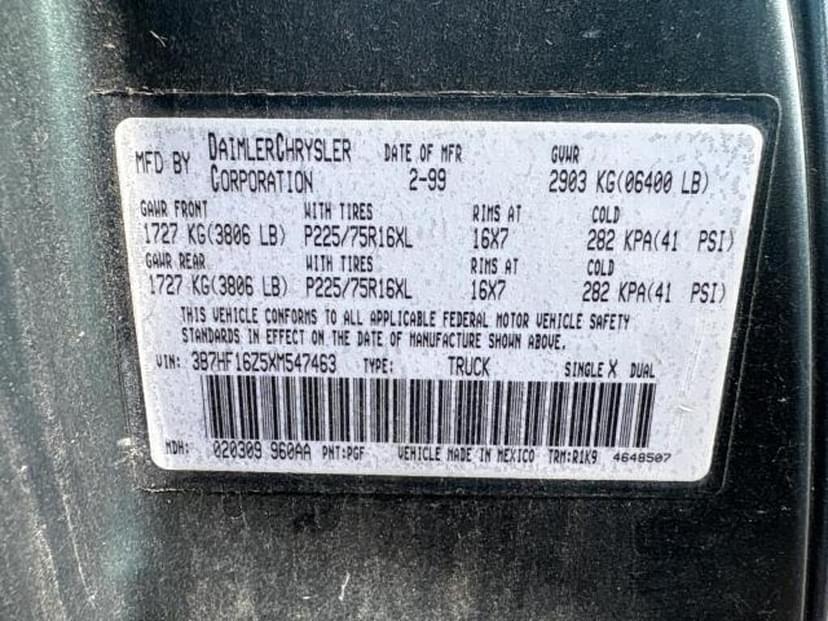 MFD BY DAIMLERCHRYSLER CORPORATION DATE OF MFR 2-99 GVWR 2903 KG(06400 LB)
GAWR FRONT WITH TIRES RIMS AT COLD
1727 KG(3806 LB) P225/75R16XL 16X7 282 KPA(41 PSI)
GAWR REAR WITH TIRES RIMS AT COLD
1727 KG(3806 LB) P225/75R16XL 16X7 282 KPA(41 PSI)
THIS VEHICLE CONFORMS TO ALL APPLICABLE FEDERAL MOTOR VEHICLE SAFETY
STANDARDS IN EFFECT ON THE DATE OF MANUFACTURE SHOWN ABOVE.
VIN: 3B7HF16Z5XM547463 TYPE: TRUCK SINGLE X DUAL
MDH: 020309 960AA PNT:PGF VEHICLE MADE IN MEXICO TRM:R1K9 4648507